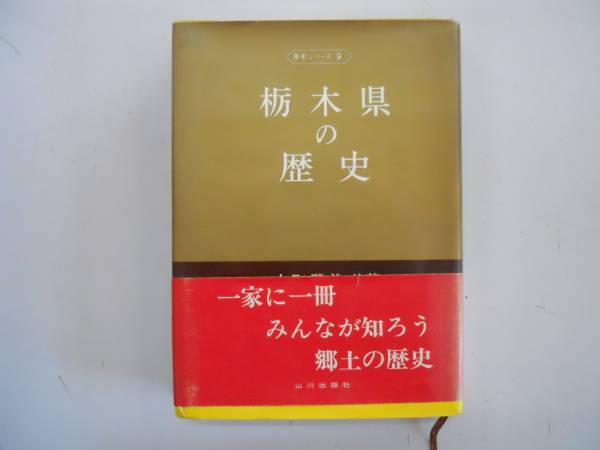 県史シリーズ 9
栃木県
の
歴史
一家に一冊
みんなが知ろう
郷土の歴史
山川出版社